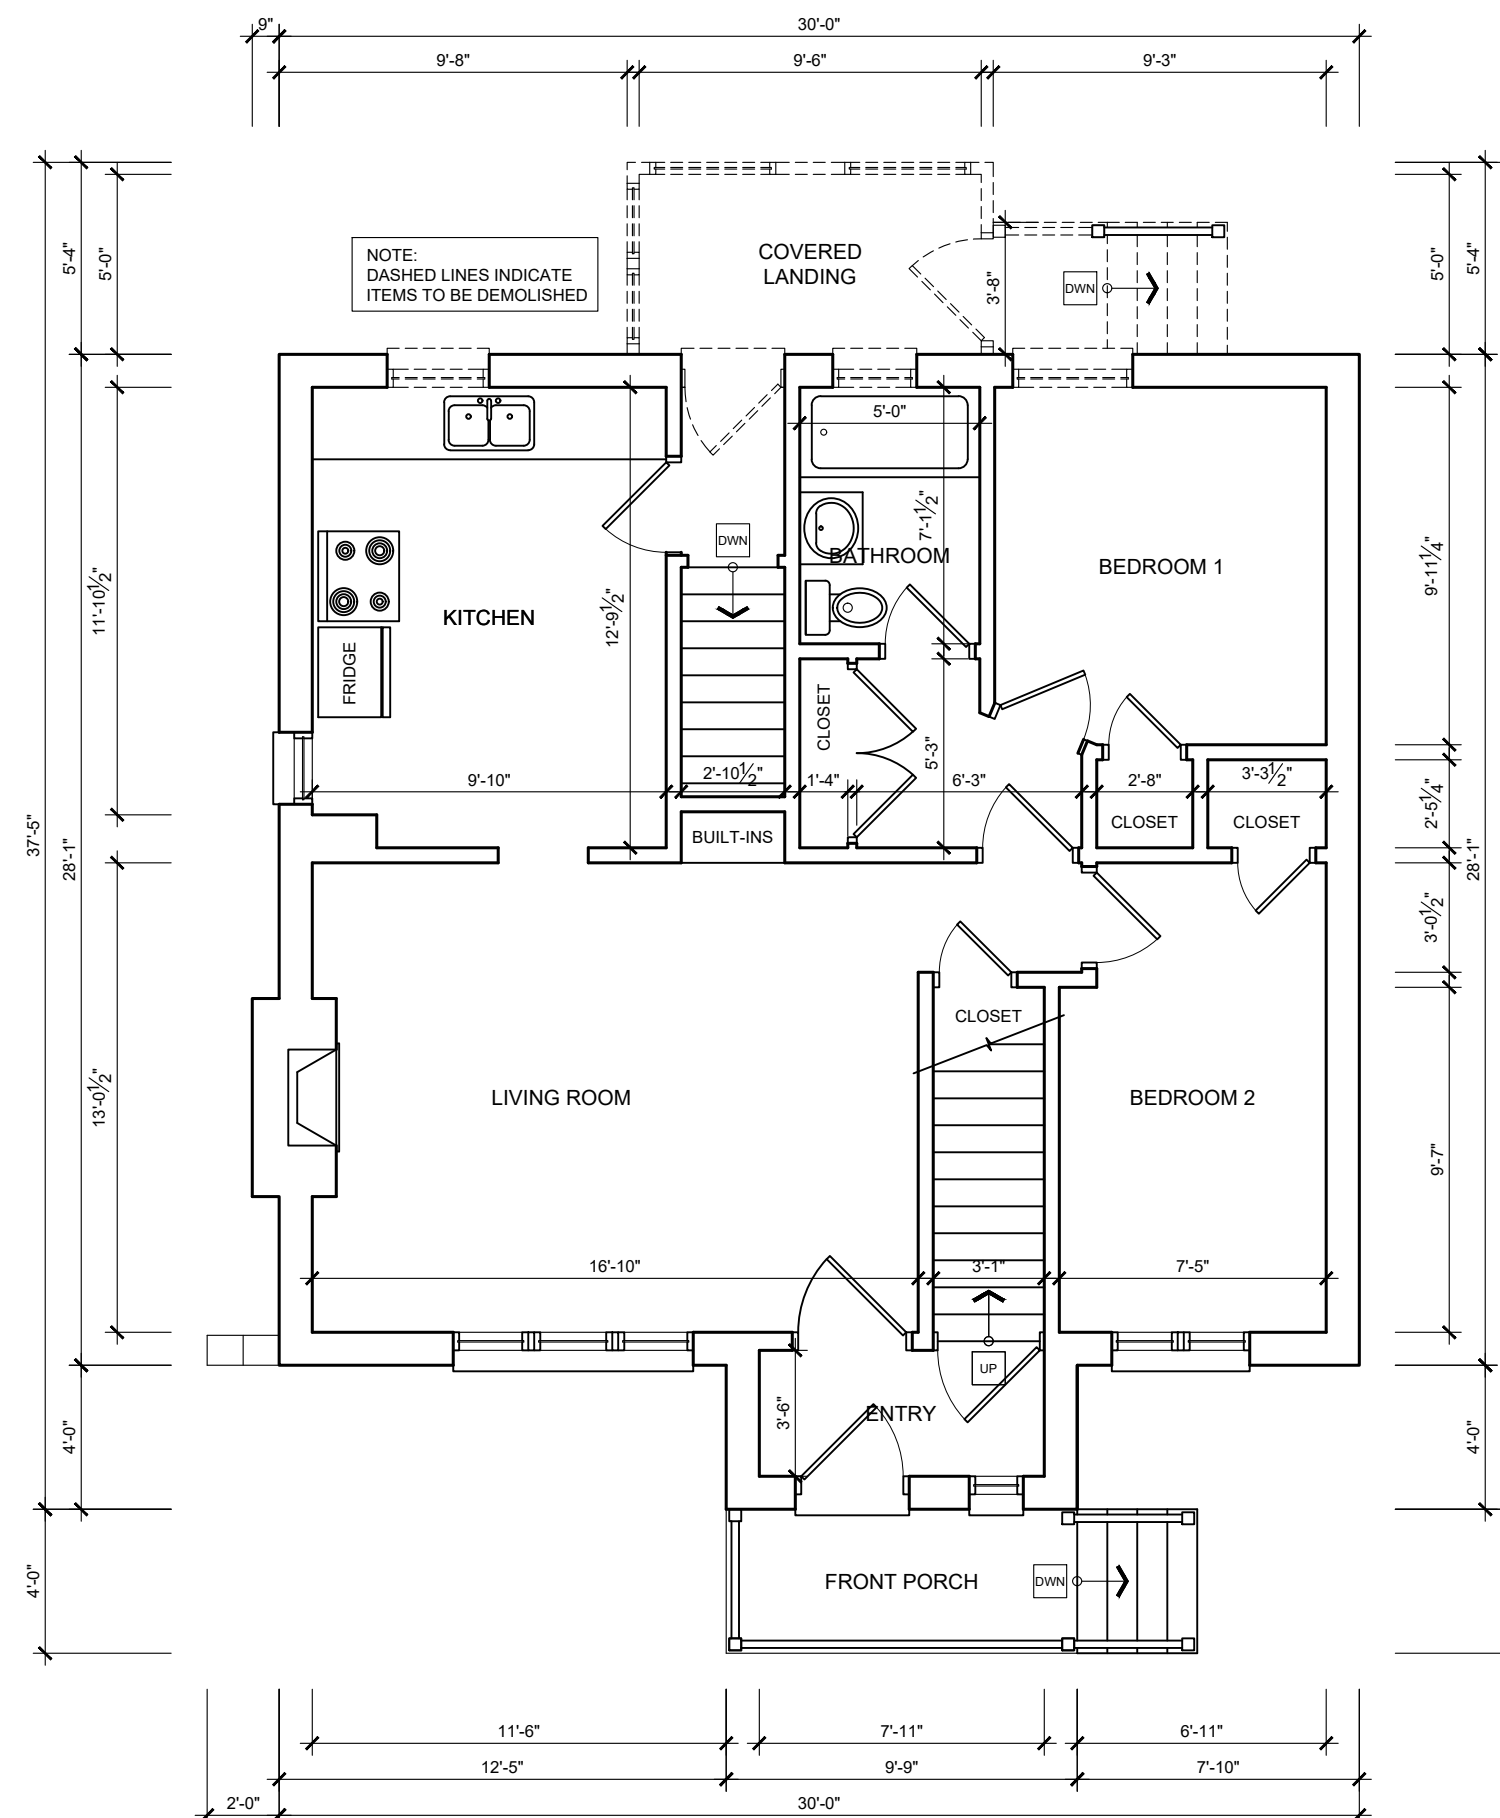 9"
30'-0"
9'-8"
9'-6"
9'-3"
5'-4"
5'-0"
NOTE:
DASHED LINES INDICATE
ITEMS TO BE DEMOLISHED
COVERED
LANDING
3'-8"
DWN
5'-0"
5'-4"
5'-0"
DWN
7'-1½"
BATHROOM
BEDROOM 1
9'-11¼"
11'-10½"
KITCHEN
12'-9½"
FRIDGE
CLOSET
5'-3"
9'-10"
2'-10½"
1'-4"
6'-3"
2'-8"
3'-3½"
2'-5¼"
BUILT-INS
CLOSET
CLOSET
37'-5"
28'-1"
28'-1"
3'-0½"
CLOSET
13'-0½"
LIVING ROOM
BEDROOM 2
9'-7"
16'-10"
3'-1"
7'-5"
UP
3'-6"
ENTRY
4'-0"
4'-0"
4'-0"
FRONT PORCH
DWN
11'-6"
7'-11"
6'-11"
12'-5"
9'-9"
7'-10"
2'-0"
30'-0"